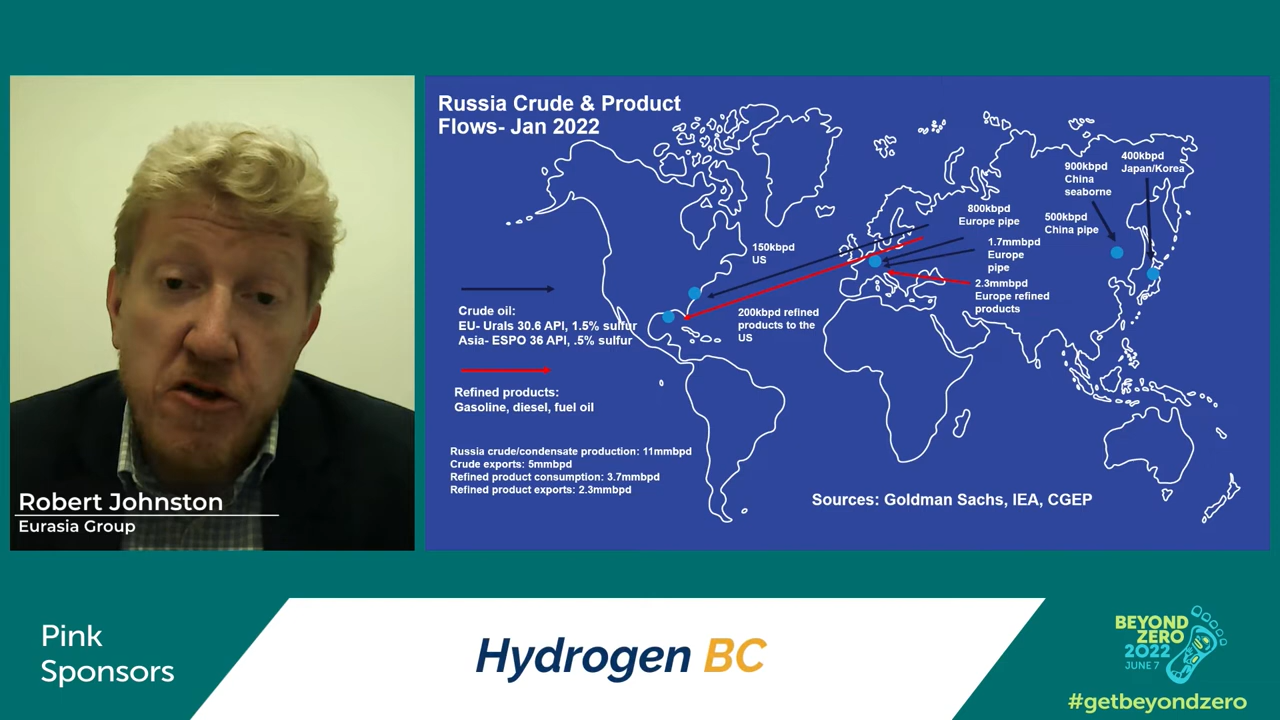 Robert Johnston
Eurasia Group
Russia Crude & Product
Flows- Jan 2022
900kbpd
China
seaborne
400kbpd
Japan/Korea
800kbpd
Europe pipe
500kbpd
China pipe
150kbpd
US
1.7mmbpd
Europe
pipe
2.3mmbpd
Europe refined
products
200kbpd refined
products to the
US
Crude oil:
EU- Urals 30.6 API, 1.5% sulfur
Asia- ESPO 36 API, .5% sulfur
Refined products:
Gasoline, diesel, fuel oil
Russia crude/condensate production: 11mmbpd
Crude exports: 5mmbpd
Refined product consumption: 3.7mmbpd
Refined product exports: 2.3mmbpd
Sources: Goldman Sachs, IEA, CGEP
Pink
Sponsors
Hydrogen BC
BEYOND
ZERO
2022
JUNE 7
#getbeyondzero